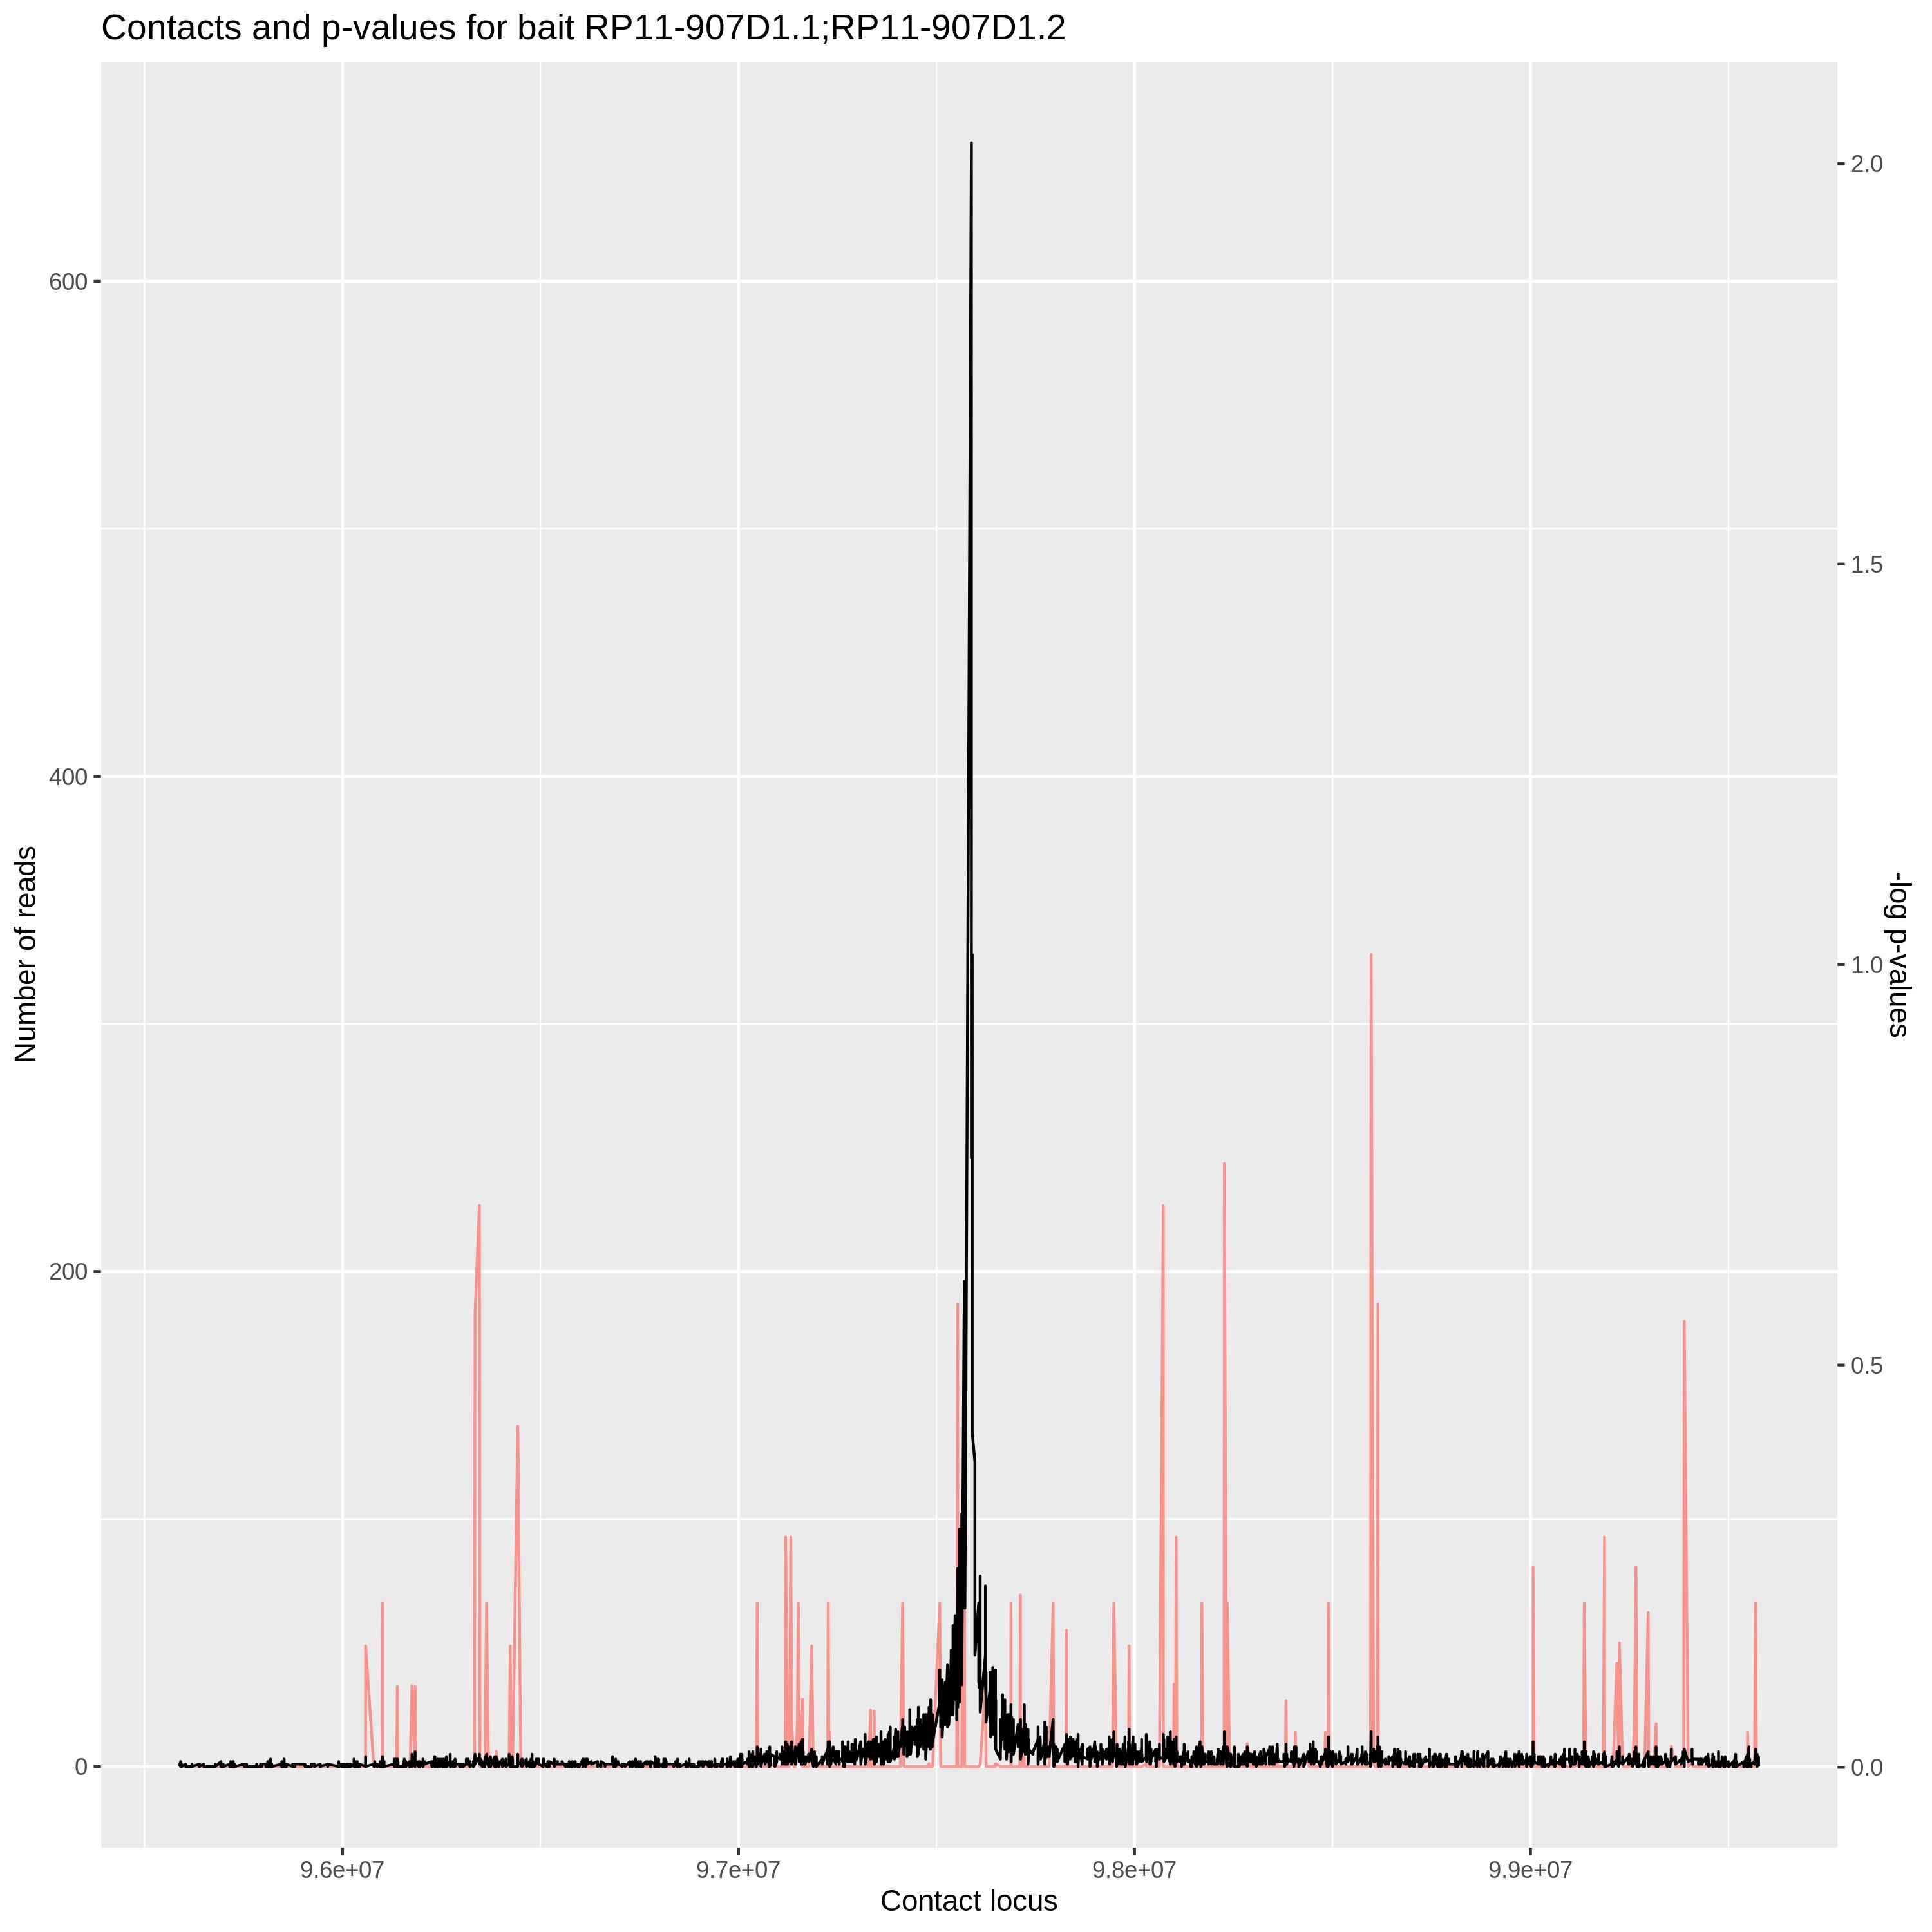 Contacts and p-values for bait RP11-907D1.1;RP11-907D1.2
Number of reads
600
400
200
0
2.0
1.5
1.0
0.5
0.0
-log p-values
9.6e+07
9.7e+07
9.8e+07
9.9e+07
Contact locus